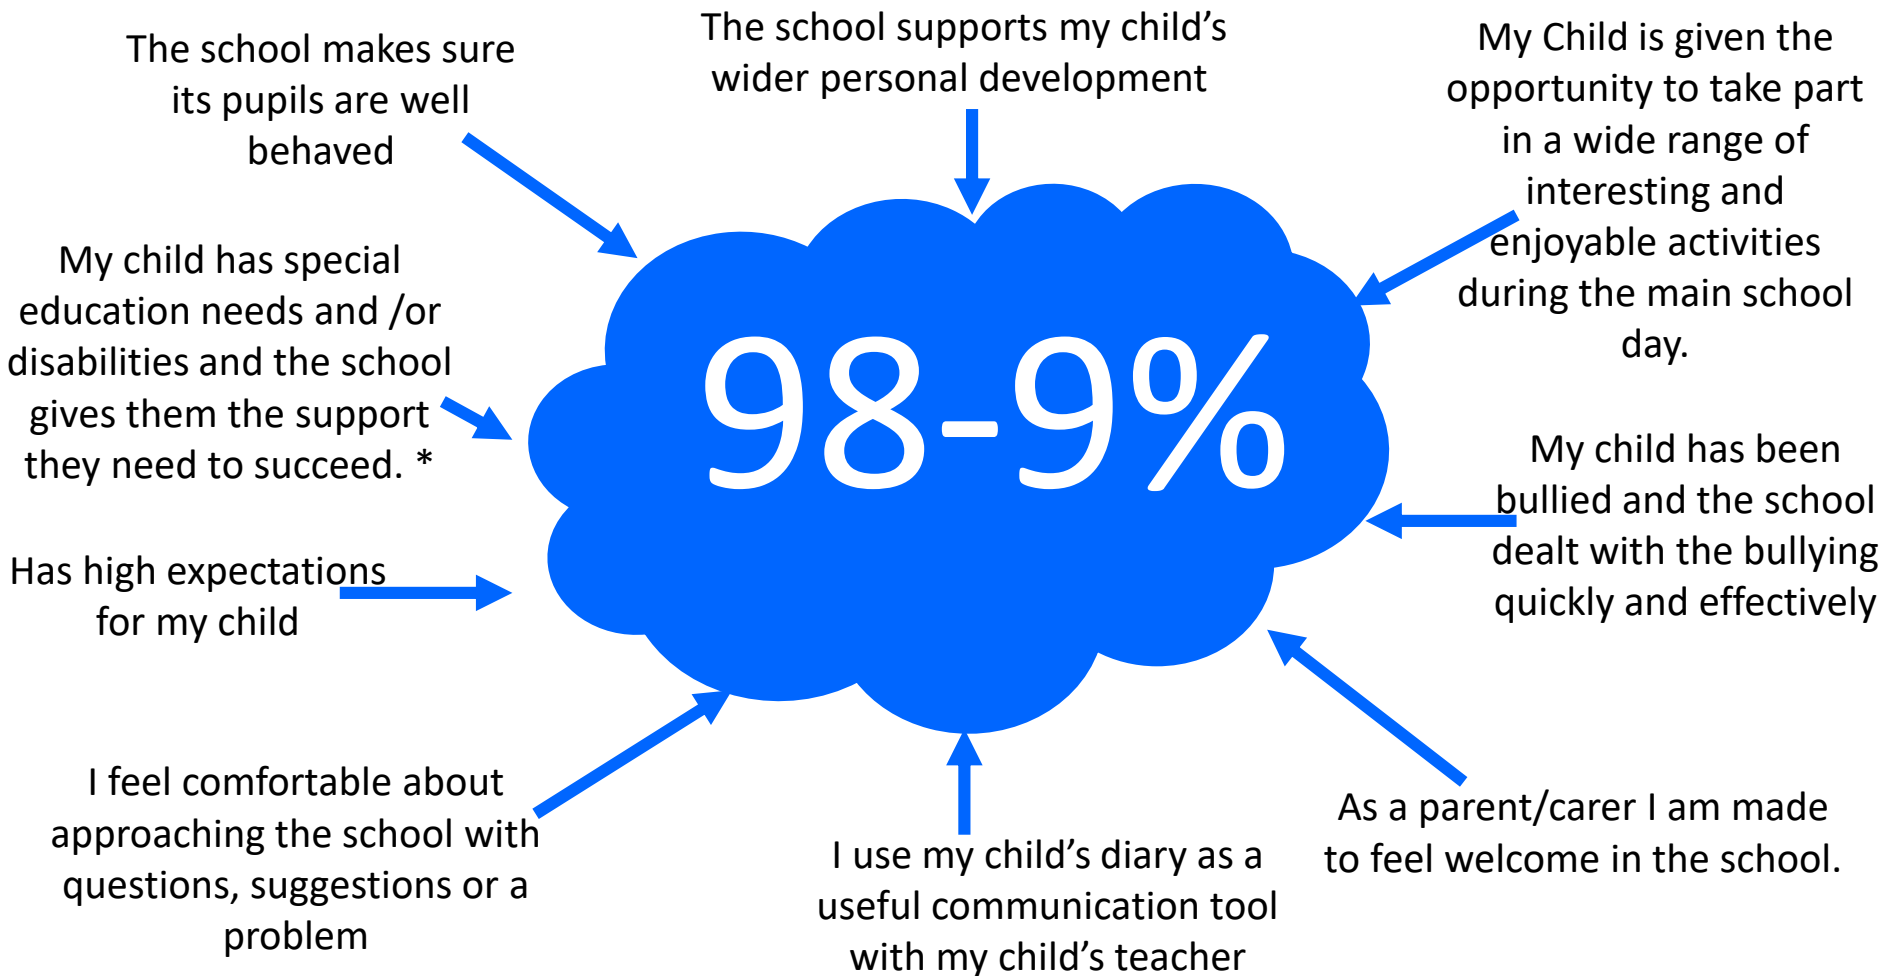 The school makes sure
its pupils are well
behaved
The school supports my child’s
wider personal development
My Child is given the
opportunity to take part
in a wide range of
interesting and
enjoyable activities
during the main school
day.
My child has special
education needs and /or
disabilities and the school
gives them the support
they need to succeed. *
98-9%
My child has been
bullied and the school
dealt with the bullying
quickly and effectively
Has high expectations
for my child
I feel comfortable about
approaching the school with
questions, suggestions or a
problem
I use my child’s diary as a
useful communication tool
with my child’s teacher
As a parent/carer I am made
to feel welcome in the school.